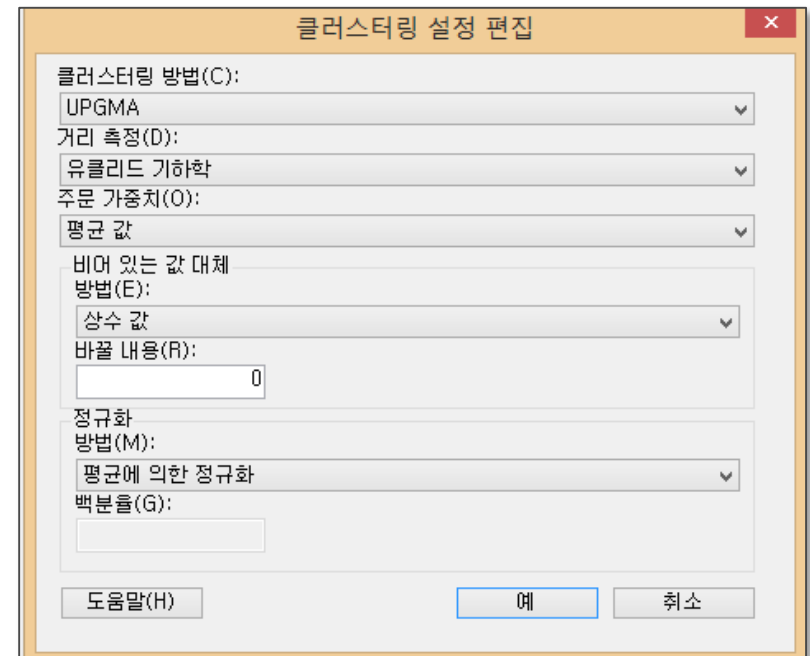 클러스터링 설정 편집
클러스터링 방법(C):
UPGMA
거리 측정(D):
유클리드 기하학
주문 가중치(O):
평균 값
비어 있는 값 대체
방법(E):
상수 값
바꿀 내용(R):
0
정규화
방법(M):
평균에 의한 정규화
백분율(G):
도움말(H) 예 취소